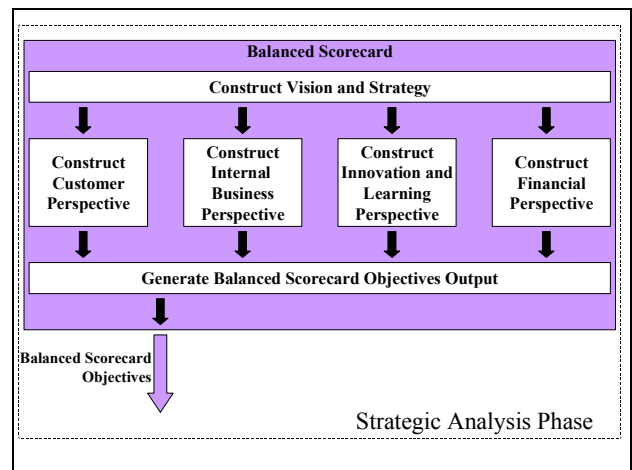 Balanced Scorecard
Construct Vision and Strategy
Construct
Customer
Perspective
Construct
Internal
Business
Perspective
Construct
Innovation and
Learning
Perspective
Construct
Financial
Perspective
Generate Balanced Scorecard Objectives Output
Balanced Scorecard
Objectives
Strategic Analysis Phase